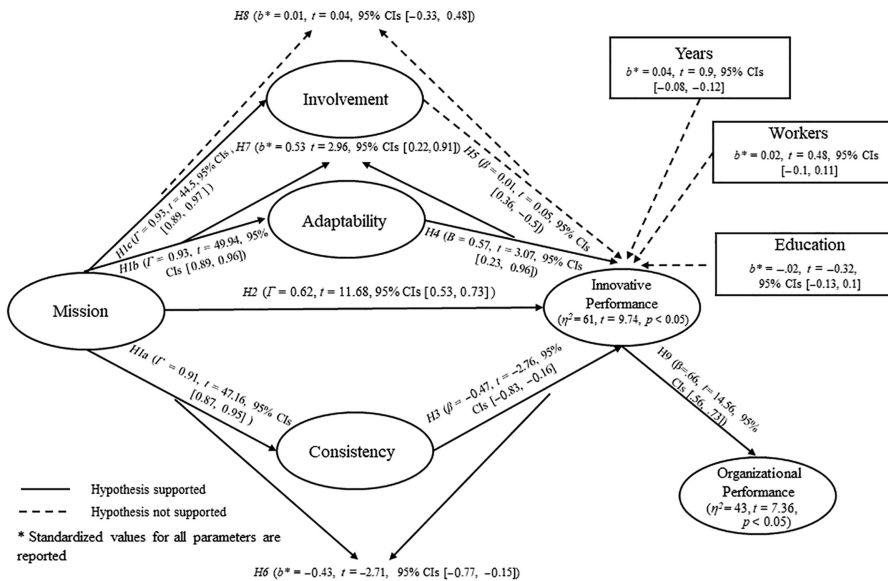 H8 (b* = 0.01, t = 0.04, 95% CIs [-0.33, 0.48])
Years
b* = 0.04, t = 0.9, 95% CIs
[-0.08, -0.12]
Involvement
Workers
b* = 0.02, t = 0.48, 95% CIs
[-0.1, 0.11]
H7 (b* = 0.53 t = 2.96, 95% CIs [0.22,0.91])
H5 (β = 0.01, t = 0.05, 95% CIs
[0.36, -0.5])
H1c (Γ = 0.93, t = 44.5, 95% CIs,
[0.89, 0.97])
Adaptability
H1b (Γ = 0.93, t = 49.94, 95%
CIs [0.89, 0.96])
H4 (B = 0.57, t = 3.07, 95% CIs
[0.23, 0.96])
Education
b* = -.02, t = -0.32,
95% CIs [-0.13, 0.1]
Mission
H2 (Γ = 0.62, t = 11.68, 95% CIs [0.53, 0.73])
Innovative
Performance
(η²= 61, t = 9.74, p < 0.05)
H1a (Γ = 0.91, t = 47.16, 95% CIs
[0.87, 0.95])
H3 (β = -0.47, t = -2.76, 95%
CIs [-0.83, -0.16]
H9 (β=.66, t= 14.56, 95%
CIs [.56, .73])
Consistency
Organizational
Performance
(η²= 43, t = 7.36,
p < 0.05)
Hypothesis supported
Hypothesis not supported
* Standardized values for all parameters are
reported
H6 (b* = -0.43, t = -2.71, 95% CIs [-0.77, -0.15])